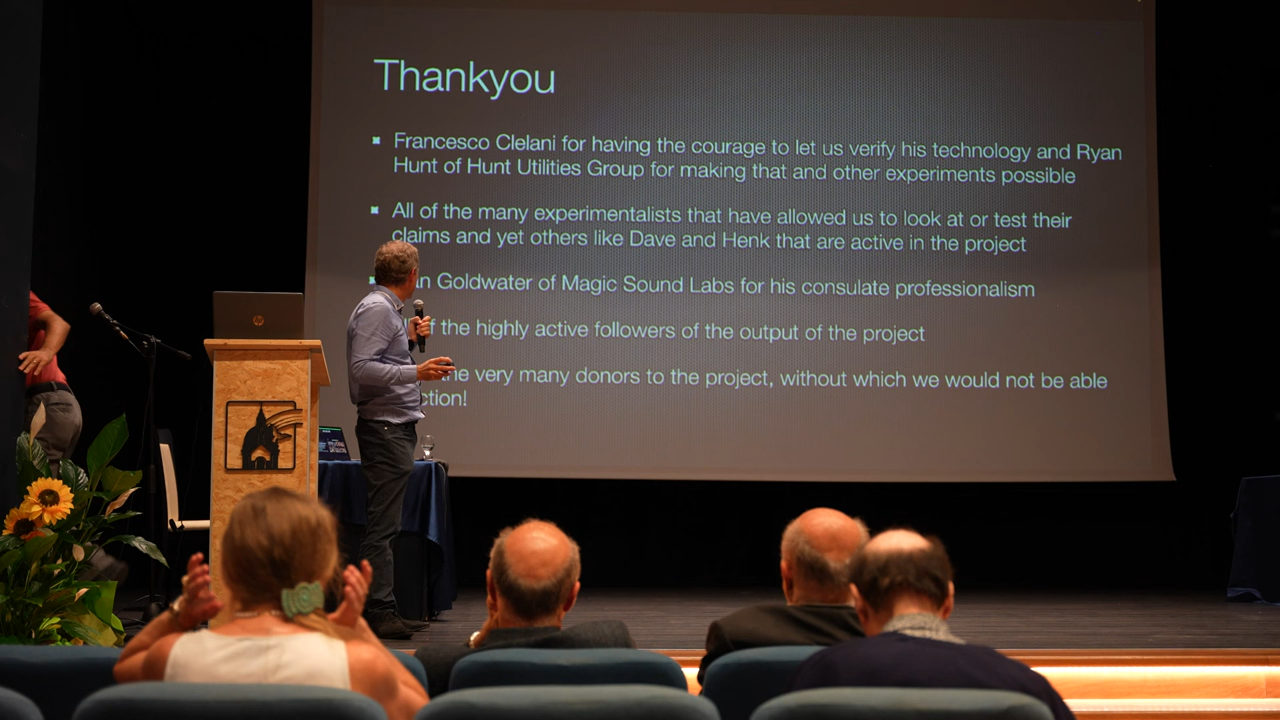 Thankyou
Francesco Clelani for having the courage to let us verify his technology and Ryan
Hunt of Hunt Utilities Group for making that and other experiments possible
All of the many experimentalists that have allowed us to look at or test their
claims and yet others like Dave and Henk that are active in the project
Goldwater of Magic Sound Labs for his consulate professionalism
the highly active followers of the output of the project
very many donors to the project, without which we would not be able
hp